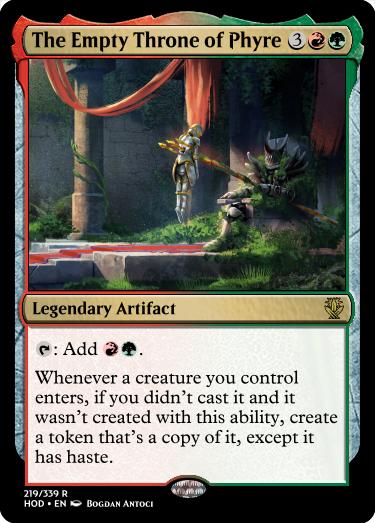 The Empty Throne of Phyre 3
Legendary Artifact
: Add .
Whenever a creature you control
enters, if you didn't cast it and it
wasn't created with this ability, create
a token that's a copy of it, except it
has haste.
219/339 R
HOD • EN BOGDAN ANTOCI